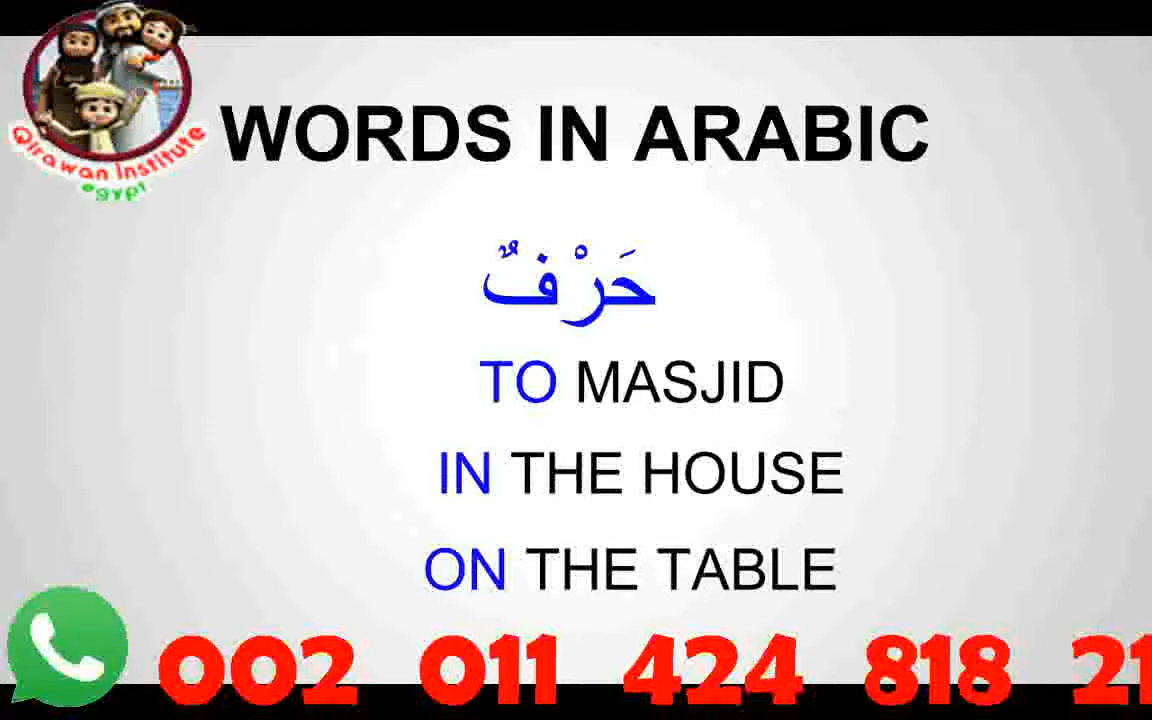 Qirawan Institute
egypt
WORDS IN ARABIC
حَرْفٌ
TO MASJID
IN THE HOUSE
ON THE TABLE
002 011 424 818 21